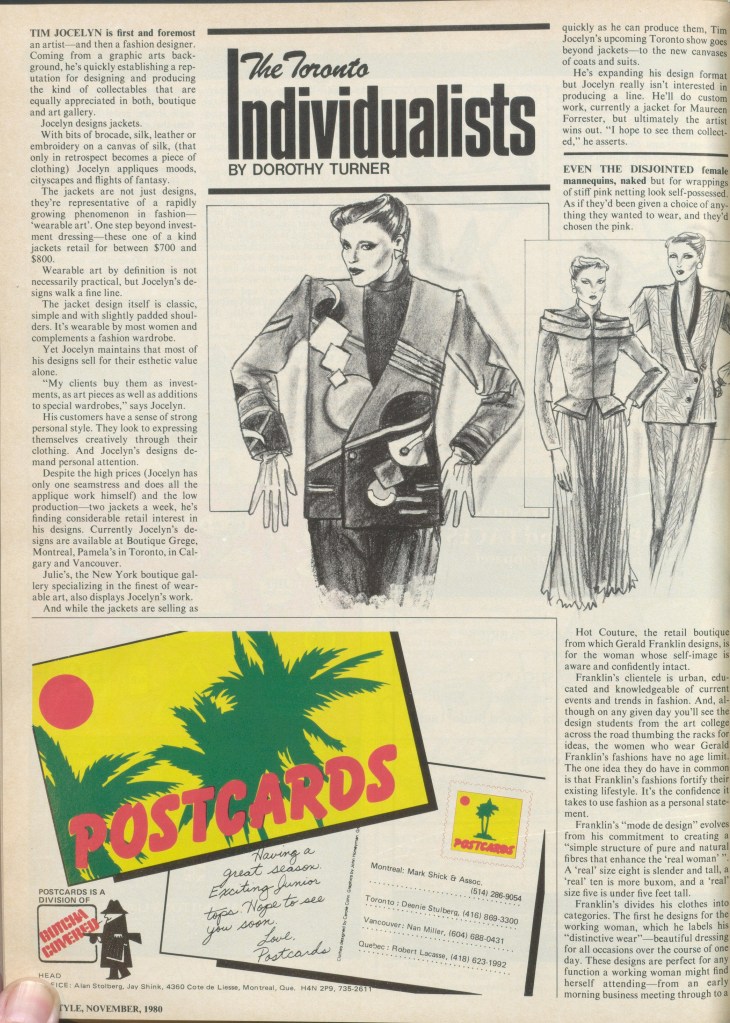 TIM JOCELYN is first and foremost
an artist—and then a fashion designer.
Coming from a graphic arts back-
ground, he's quickly establishing a rep-
utation for designing and producing
the kind of collectables that are
equally appreciated in both, boutique
and art gallery.
Jocelyn designs jackets.
With bits of brocade, silk, leather or
embroidery on a canvas of silk, (that
only in retrospect becomes a piece of
clothing) Jocelyn appliques moods,
cityscapes and flights of fantasy.
The jackets are not just designs,
they're representative of a rapidly
growing phenomenon in fashion—
'wearable art'. One step beyond invest-
ment dressing—these one of a kind
jackets retail for between $700 and
$800.
Wearable art by definition is not
necessarily practical, but Jocelyn's de-
signs walk a fine line.
The jacket design itself is classic,
simple and with slightly padded shoul-
ders. It's wearable by most women and
complements a fashion wardrobe.
Yet Jocelyn maintains that most of
his designs sell for their esthetic value
alone.
"My clients buy them as invest-
ments, as art pieces as well as additions
to special wardrobes," says Jocelyn.
His customers have a sense of strong
personal style. They look to expressing
themselves creatively through their
clothing. And Jocelyn's designs de-
mand personal attention.
Despite the high prices (Jocelyn has
only one seamstress and does all the
applique work himself) and the low
production—two jackets a week, he's
finding considerable retail interest in
his designs. Currently Jocelyn's de-
signs are available at Boutique Grege,
Montreal, Pamela's in Toronto, in Cal-
gary and Vancouver.
Julie's, the New York boutique gal-
lery specializing in the finest of wear-
able art, also displays Jocelyn's work.
And while the jackets are selling as
The Toronto
Individualists
BY DOROTHY TURNER
quickly as he can produce them, Tim
Jocelyn's upcoming Toronto show goes
beyond jackets—to the new canvases
of coats and suits.
He's expanding his design format
but Jocelyn really isn't interested in
producing a line. He'll do custom
work, currently a jacket for Maureen
Forrester, but ultimately the artist
wins out. "I hope to see them collect-
ed," he asserts.
EVEN THE DISJOINTED female
mannequins, naked but for wrappings
of stiff pink netting look self-possessed.
As if they'd been given a choice of any-
thing they wanted to wear, and they'd
chosen the pink.
Hot Couture, the retail boutique
from which Gerald Franklin designs, is
for the woman whose self-image is
aware and confidently intact.
Franklin's clientele is urban, edu-
cated and knowledgeable of current
events and trends in fashion. And, al-
though on any given day you'll see the
design students from the art college
across the road thumbing the racks for
ideas, the women who wear Gerald
Franklin's fashions have no age limit.
The one idea they do have in common
is that Franklin's fashions fortify their
existing lifestyle. It's the confidence it
takes to use fashion as a personal state-
ment.
Franklin's "mode de design" evolves
from his commitment to creating a
"simple structure of pure and natural
fibres that enhance the 'real woman' ".
A 'real' size eight is slender and tall, a
'real' ten is more buxom, and a 'real'
size five is under five feet tall.
Franklin's divides his clothes into
categories. The first he designs for the
working woman, which he labels his
"distinctive wear"—beautiful dressing
for all occasions over the course of one
day. These designs are perfect for any
function a working woman might find
herself attending—from an early
morning business meeting through to a
POSTCARDS
POSTCARDS
Having a
great season.
Exciting Junior
tops. Hope to see
you soon.
Love,
Postcards
Montreal: Mark Shick & Assoc.
(514) 286-9054
Toronto: Deenie Stulberg, (416) 869-3300
Vancouver: Nan Miller, (604) 688-0431
Quebec: Robert Lacasse, (418) 623-1992
POSTCARDS IS A
DIVISION OF
GOTCHA
COVERED
HEAD
FICE: Alan Stolberg, Jay Shink, 4360 Cote de Liesse, Montreal, Que. H4N 2P9, 735-2611
TYLE, NOVEMBER, 1980